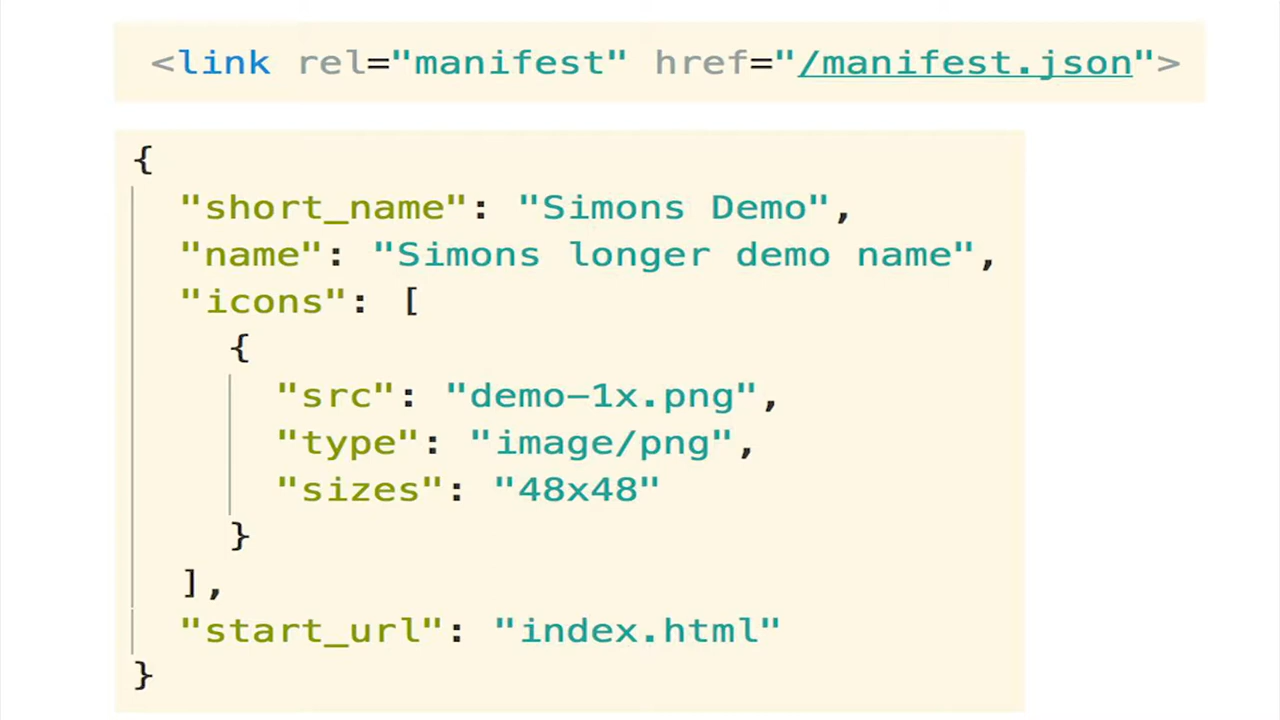 <link rel="manifest" href="/manifest.json">
{
"short_name": "Simons Demo",
"name": "Simons longer demo name",
"icons": [
{
"src": "demo-1x.png",
"type": "image/png",
"sizes": "48x48"
}
],
"start_url": "index.html"
}